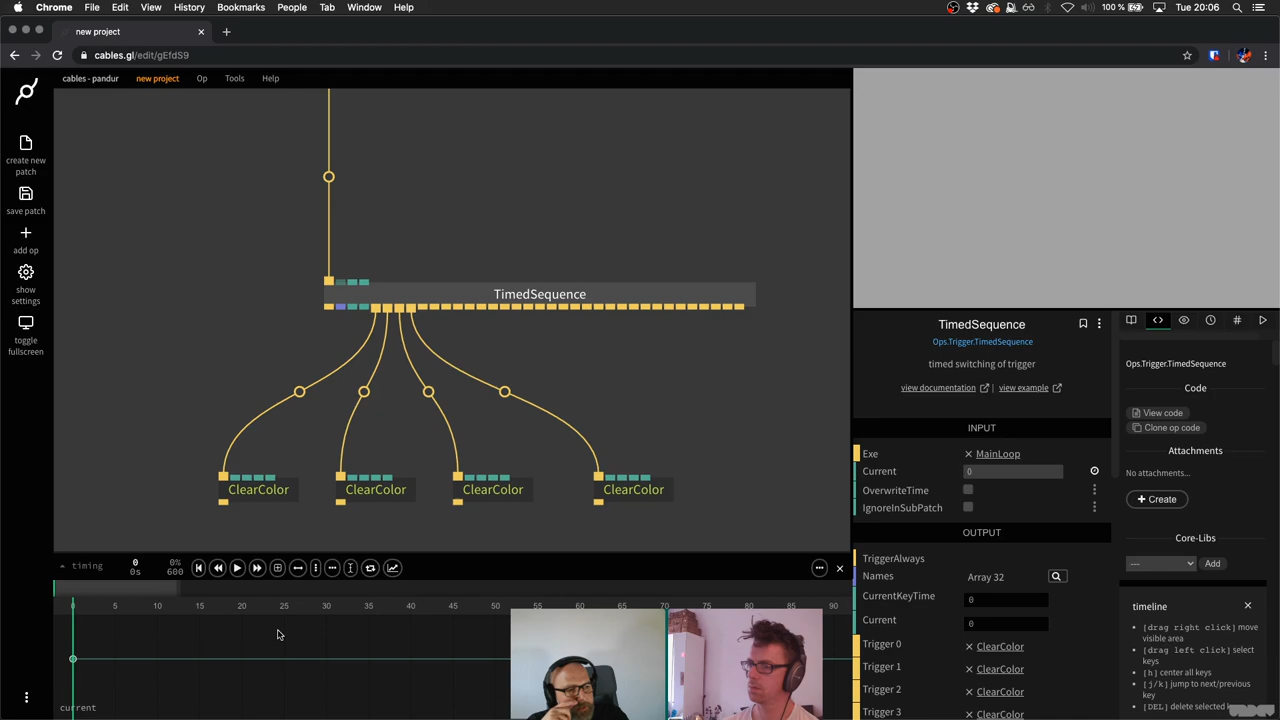 Chrome File Edit View History Bookmarks People Tab Window Help 100 % Tue 20:06
new project
cables.gl/edit/gEfdS9
cables - pandur new project Op Tools Help
create new
patch
save patch
add op
show
settings
toggle
fullscreen
TimedSequence
ClearColor ClearColor ClearColor ClearColor
timing 0 0%
0s 600
0 5 10 15 20 25 30 35 40 45 50 55 60 65 70 75 80 85 90
current
TimedSequence
Ops.Trigger.TimedSequence
timed switching of trigger
view documentation | view example
INPUT
Exe × MainLoop
Current 0
OverwriteTime
IgnoreInSubPatch
OUTPUT
TriggerAlways
Names Array 32
CurrentKeyTime 0
Current 0
Trigger 0 × ClearColor
Trigger 1 × ClearColor
Trigger 2 × ClearColor
Trigger 3 × ClearColor
Ops.Trigger.TimedSequence
Code
View code
Clone op code
Attachments
No attachments...
+ Create
Core-Libs
--- Add
timeline
• [drag right click] move
visible area
• [drag left click] select
keys
• [h] center all keys
• [j/k] jump to next/previous
key
• [DEL] delete selected